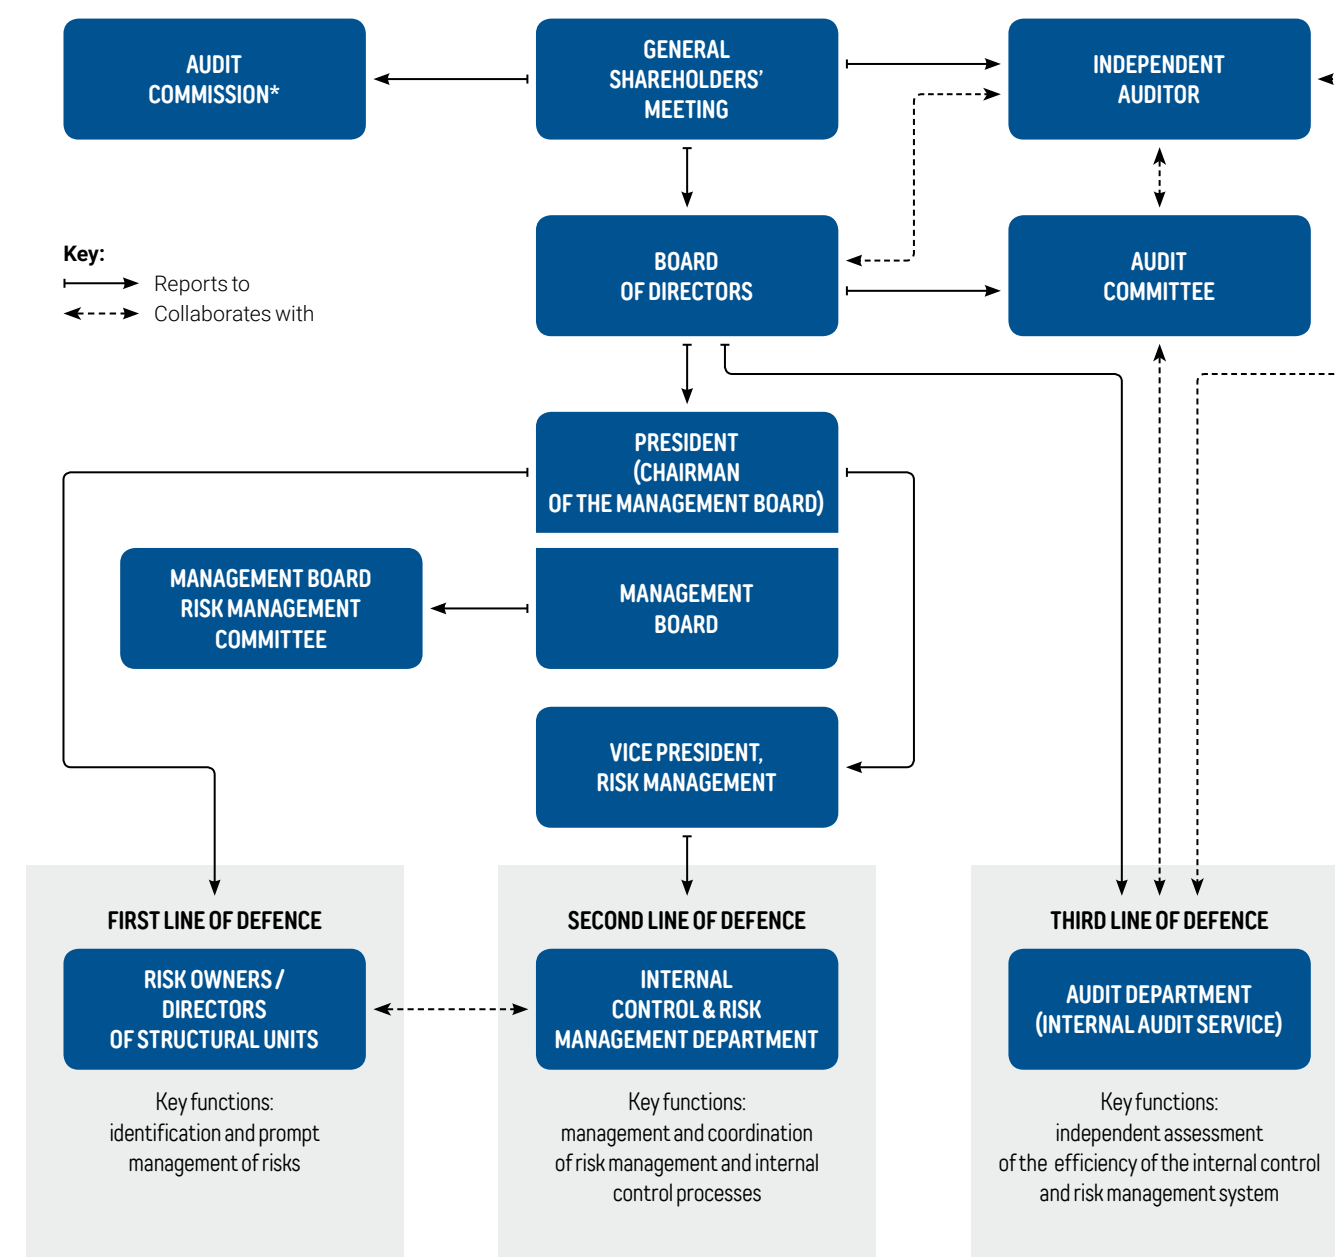 AUDIT
COMMISSION*
GENERAL
SHAREHOLDERS’
MEETING
INDEPENDENT
AUDITOR
Key:
Reports to
Collaborates with
BOARD
OF DIRECTORS
AUDIT
COMMITTEE
PRESIDENT
(CHAIRMAN
OF THE MANAGEMENT BOARD)
MANAGEMENT BOARD
RISK MANAGEMENT
COMMITTEE
MANAGEMENT
BOARD
VICE PRESIDENT,
RISK MANAGEMENT
FIRST LINE OF DEFENCE
RISK OWNERS /
DIRECTORS
OF STRUCTURAL UNITS
Key functions:
identification and prompt
management of risks
SECOND LINE OF DEFENCE
INTERNAL
CONTROL & RISK
MANAGEMENT DEPARTMENT
Key functions:
management and coordination
of risk management and internal
control processes
THIRD LINE OF DEFENCE
AUDIT DEPARTMENT
(INTERNAL AUDIT SERVICE)
Key functions:
independent assessment
of the efficiency of the internal control
and risk management system